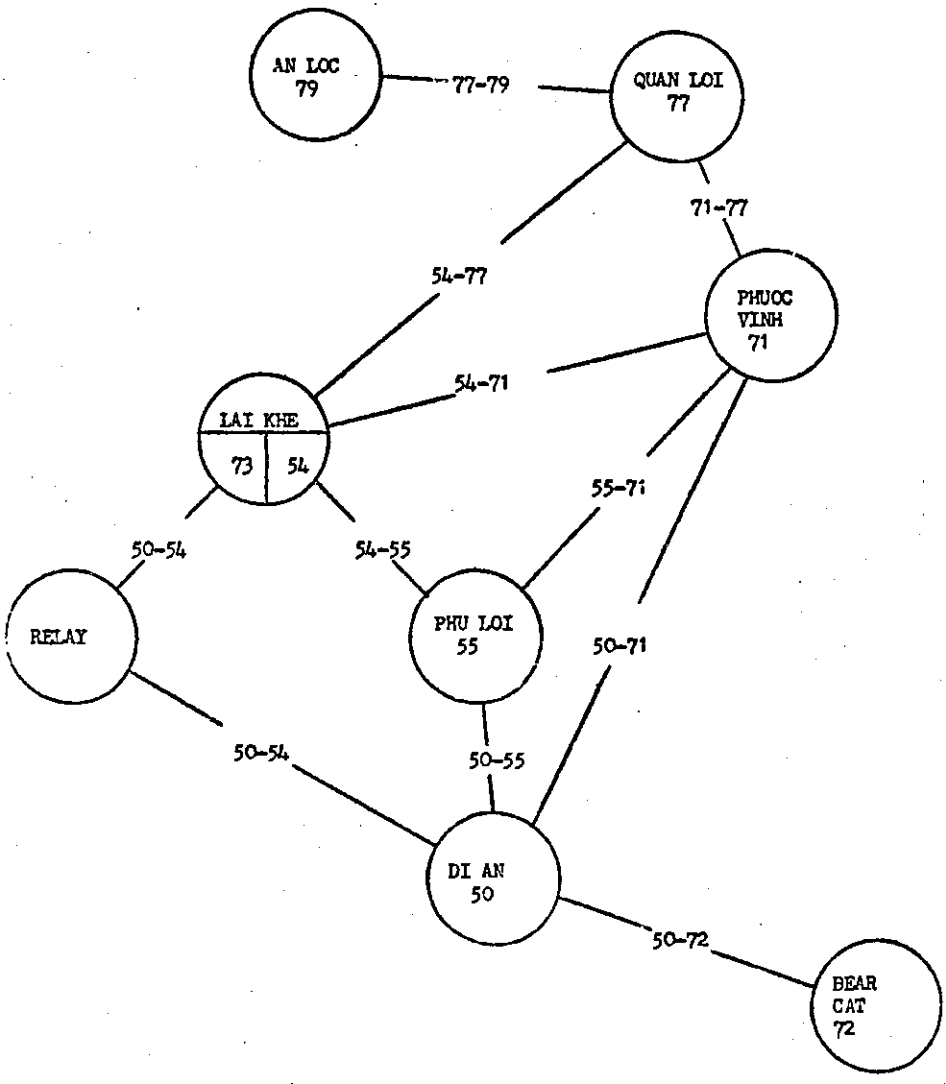 AN LOC
79
77-79
QUAN LOI
77
71-77
54-77
PHUOC
VINH
71
54-71
LAI KHE
73
54
55-71
50-54
54-55
RELAY
PHU LOI
55
50-71
50-54
50-55
DI AN
50
50-72
BEAR
CAT
72